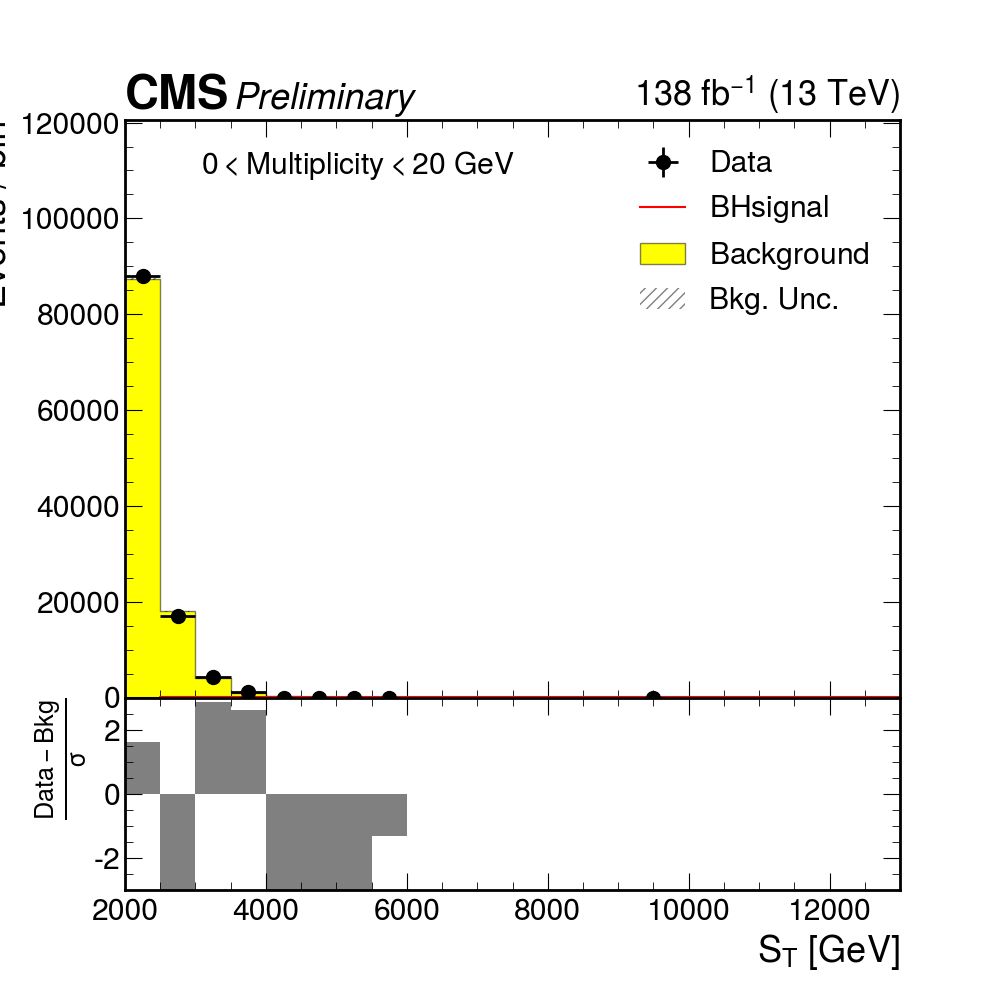 CMS Preliminary 138 fb⁻¹ (13 TeV)
0 < Multiplicity < 20 GeV
Data
BHsignal
Background
Bkg. Unc.
120000
100000
80000
60000
40000
20000
0
Data – Bkg
σ
2
0
-2
2000 4000 6000 8000 10000 12000
S_T [GeV]